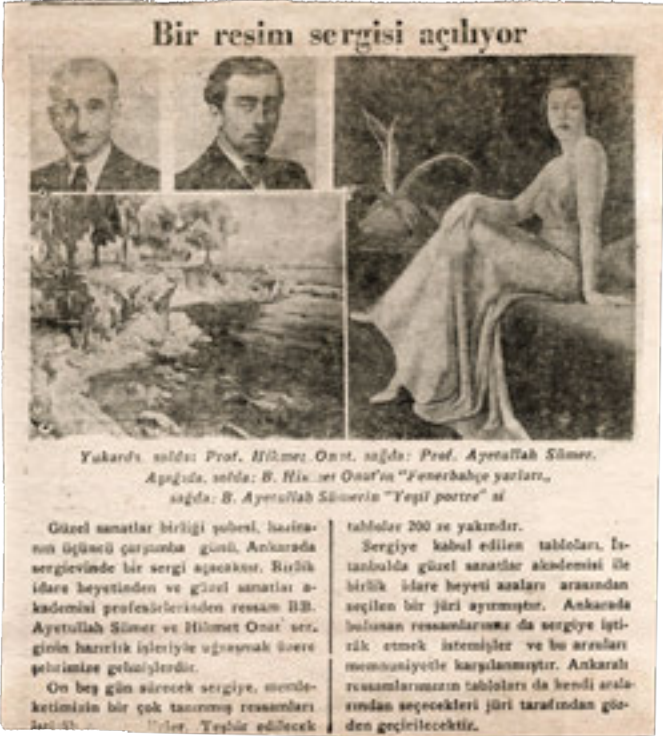 Bir resim sergisi açılıyor
Yukarda, solda: Prof. Hikmet Onat, sağda: Prof. Ayetullah Sümer.
Aşağıda, solda: B. Hikmet Onat'ın "Fenerbahçe yarları,,
sağda: B. Ayetullah Sümerin "Yeşil portre" si
Güzel sanatlar birliği şubesi, hazira-
nın üçüncü çarşamba günü, Ankarada
sergievinde bir sergi açacaktır. Birlik
idare heyetinden ve güzel sanatlar a-
kademisi profesörlerinden ressam BB.
Ayetullah Sümer ve Hikmet Onat ser-
ginin hazırlık işleriyle uğraşmak üzere
şehrimize gelmişlerdir.
On beş gün sürecek sergiye, memle-
ketimizin bir çok tanınmış ressamları
Teşhir edilecek
tablolar 200 ze yakındır.
Sergiye kabul edilen tabloları, İs-
tanbulda güzel sanatlar akademisi ile
birlik idare heyeti azaları arasından
seçilen bir jüri ayırmıştır. Ankarada
bulunan ressamlarımız da sergiye işti-
râk etmek istemişler ve bu arzuları
memnuniyetle karşılanmıştır. Ankaralı
ressamlarımızın tabloları da kendi arala-
rından seçecekleri jüri tarafından göz-
den geçirilecektir.